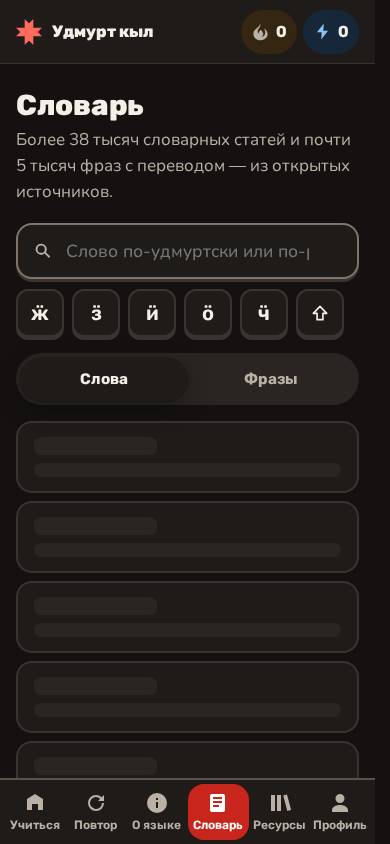 Удмурт кыл
0
0
Словарь
Более 38 тысяч словарных статей и почти
5 тысяч фраз с переводом — из открытых
источников.
Слово по-удмуртски или по-р
Ӝ
Ӟ
Ӥ
Ӧ
Ӵ
Слова
Фразы
Учиться
Повтор
О языке
Словарь
Ресурсы
Профиль